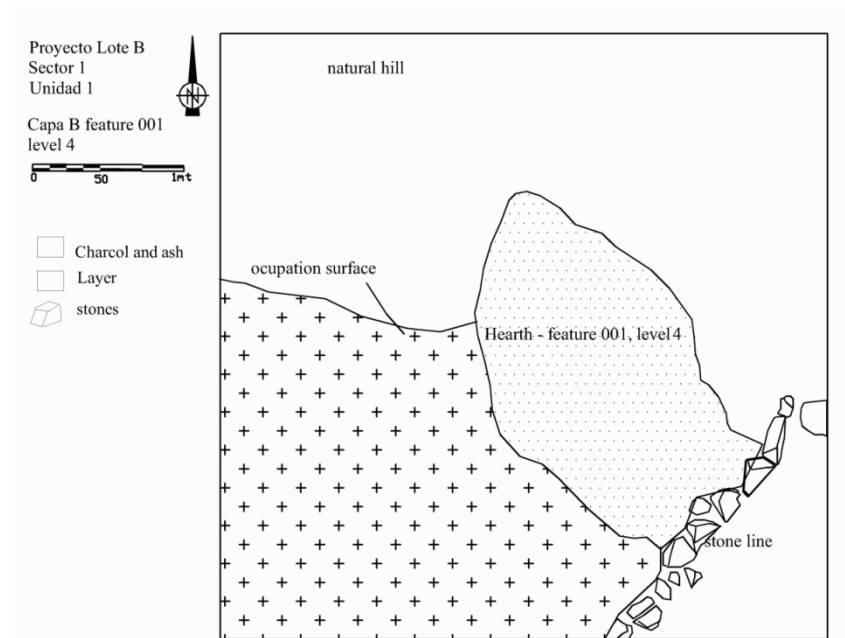 Proyecto Lote B
Sector 1
Unidad 1
N
Capa B feature 001
level 4
0 50 1mt
Charcol and ash
Layer
stones
natural hill
ocupation surface
Hearth - feature 001, level 4
stone line